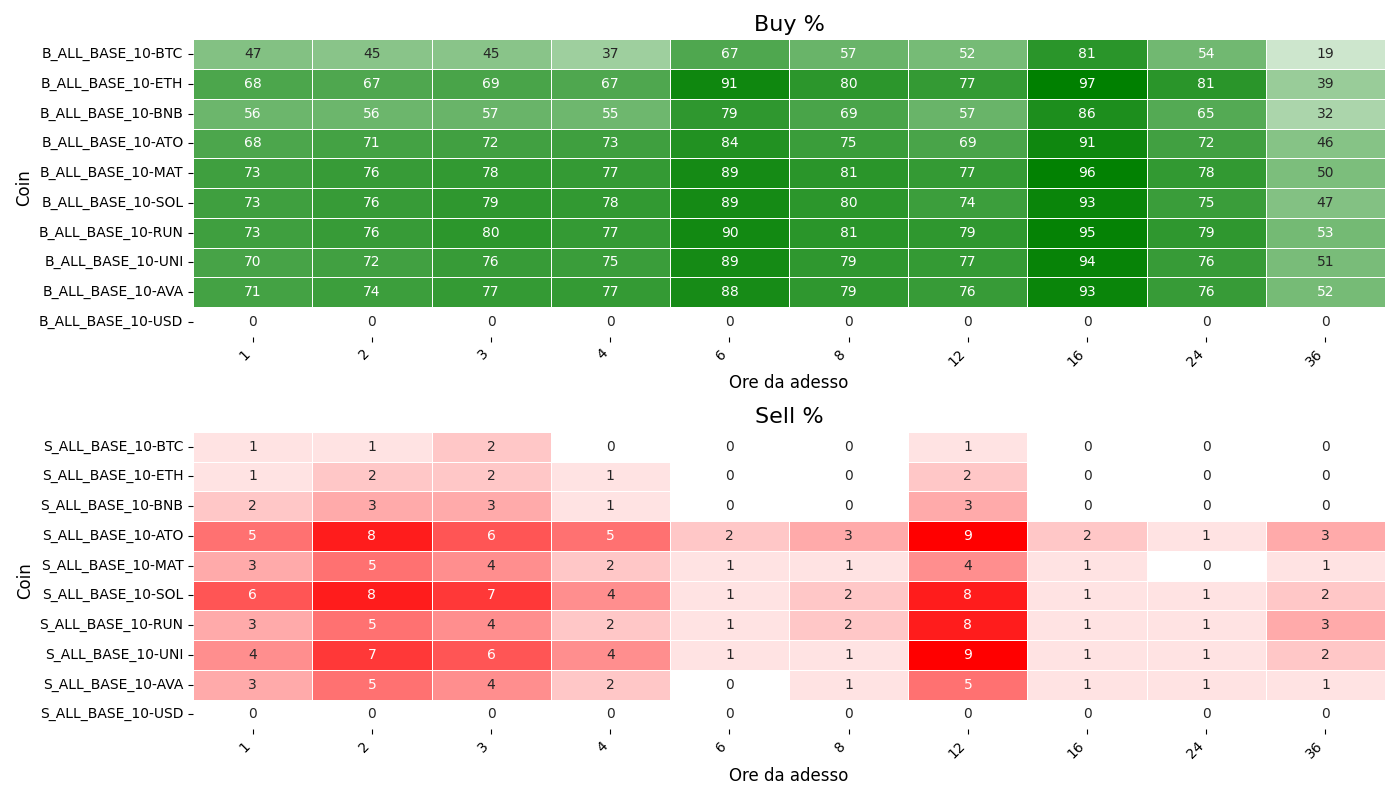 Buy %
B_ALL_BASE_10-BTC 47 45 45 37 67 57 52 81 54 19
B_ALL_BASE_10-ETH 68 67 69 67 91 80 77 97 81 39
B_ALL_BASE_10-BNB 56 56 57 55 79 69 57 86 65 32
B_ALL_BASE_10-ATO 68 71 72 73 84 75 69 91 72 46
B_ALL_BASE_10-MAT 73 76 78 77 89 81 77 96 78 50
B_ALL_BASE_10-SOL 73 76 79 78 89 80 74 93 75 47
B_ALL_BASE_10-RUN 73 76 80 77 90 81 79 95 79 53
B_ALL_BASE_10-UNI 70 72 76 75 89 79 77 94 76 51
B_ALL_BASE_10-AVA 71 74 77 77 88 79 76 93 76 52
B_ALL_BASE_10-USD 0 0 0 0 0 0 0 0 0 0
Coin
1 2 3 4 6 8 12 16 24 36
Ore da adesso
Sell %
S_ALL_BASE_10-BTC 1 1 2 0 0 0 1 0 0 0
S_ALL_BASE_10-ETH 1 2 2 1 0 0 2 0 0 0
S_ALL_BASE_10-BNB 2 3 3 1 0 0 3 0 0 0
S_ALL_BASE_10-ATO 5 8 6 5 2 3 9 2 1 3
S_ALL_BASE_10-MAT 3 5 4 2 1 1 4 1 0 1
S_ALL_BASE_10-SOL 6 8 7 4 1 2 8 1 1 2
S_ALL_BASE_10-RUN 3 5 4 2 1 2 8 1 1 3
S_ALL_BASE_10-UNI 4 7 6 4 1 1 9 1 1 2
S_ALL_BASE_10-AVA 3 5 4 2 0 1 5 1 1 1
S_ALL_BASE_10-USD 0 0 0 0 0 0 0 0 0 0
Coin
1 2 3 4 6 8 12 16 24 36
Ore da adesso